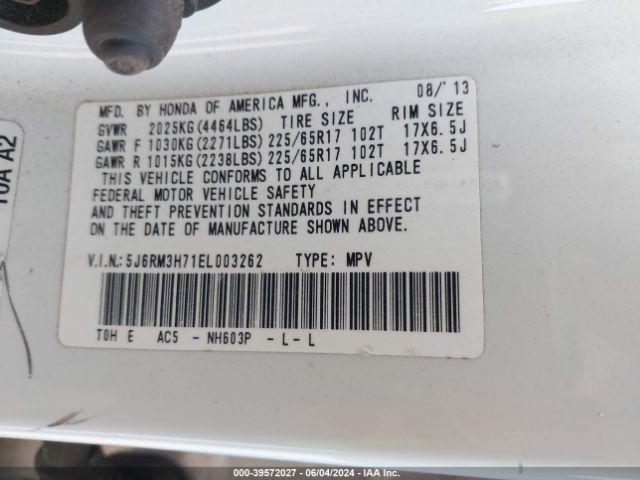 MFD. BY HONDA OF AMERICA MFG., INC. 08/'13
GVWR 2025KG(4464LBS) TIRE SIZE RIM SIZE
GAWR F 1030KG(2271LBS) 225/65R17 102T 17X6.5J
GAWR R 1015KG(2238LBS) 225/65R17 102T 17X6.5J
THIS VEHICLE CONFORMS TO ALL APPLICABLE
FEDERAL MOTOR VEHICLE SAFETY
AND THEFT PREVENTION STANDARDS IN EFFECT
ON THE DATE OF MANUFACTURE SHOWN ABOVE.
V.I.N.: 5J6RM3H71EL003262 TYPE: MPV
T0H E AC5 - NH603P - L - L
T0A A2
000-39572027 - 06/04/2024 - IAA Inc.